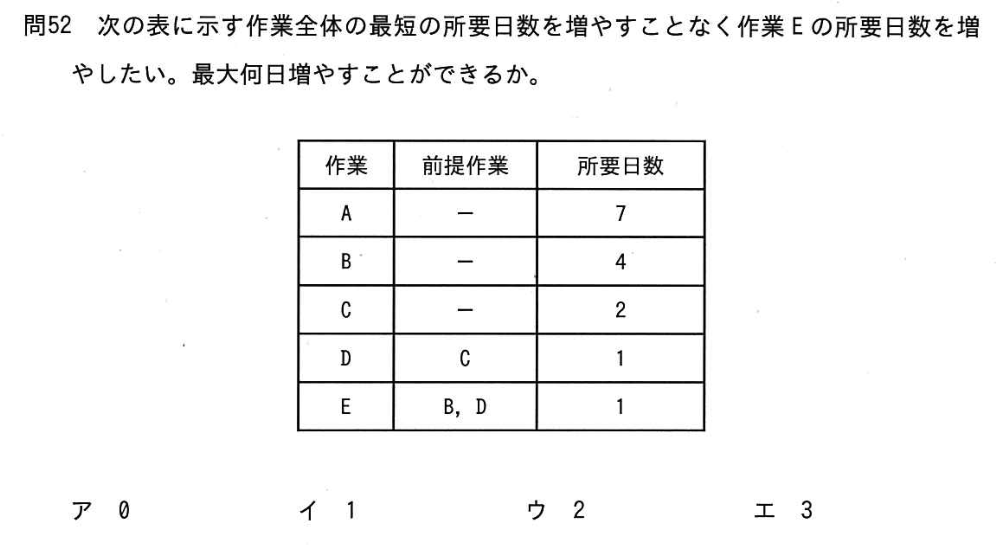 問52 次の表に示す作業全体の最短の所要日数を増やすことなく作業Eの所要日数を増
やしたい。最大何日増やすことができるか。
作業 前提作業 所要日数
A － 7
B － 4
C － 2
D C 1
E B, D 1
ア 0 イ 1 ウ 2 エ 3